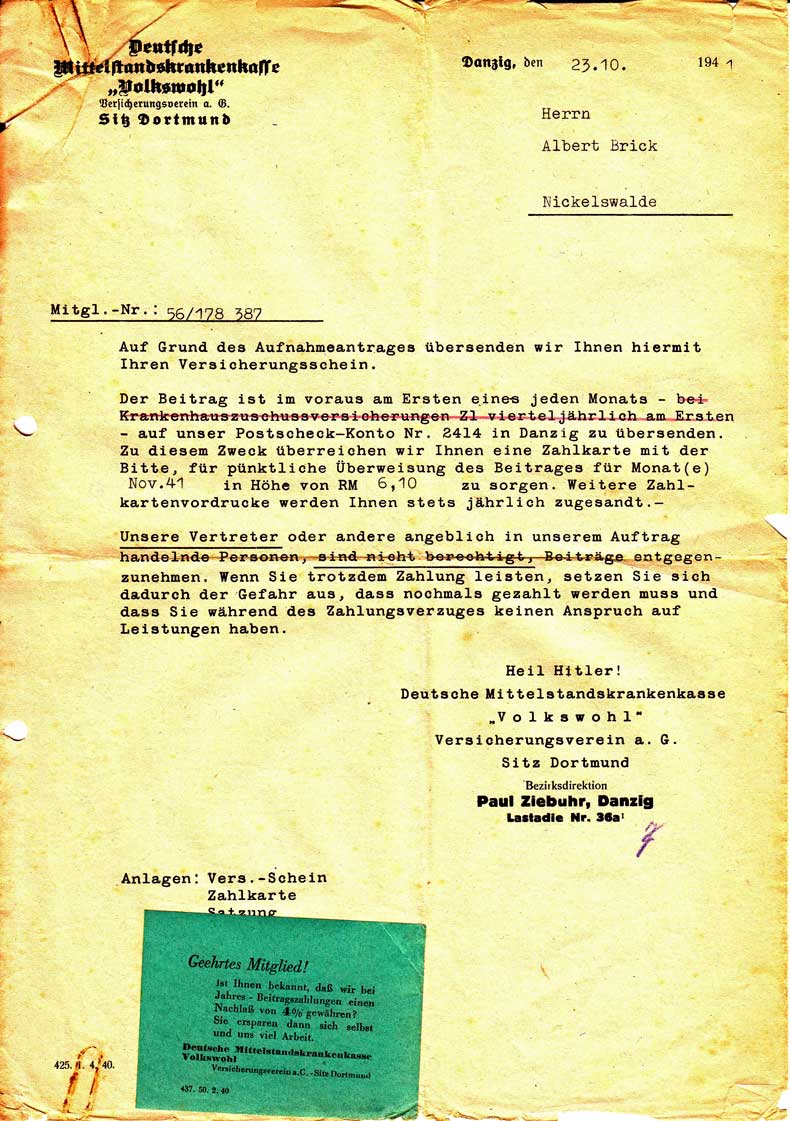 Deutsche
Mittelstandskrankenkasse
„Volkswohl“
Versicherungsverein a. G.
Sitz Dortmund
Danzig, den 23.10. 1941
Herrn
Albert Brick
Nickelswalde
Mitgl.-Nr.: 56/178 387
Auf Grund des Aufnahmeantrages übersenden wir Ihnen hiermit
Ihren Versicherungsschein.
Der Beitrag ist im voraus am Ersten eines jeden Monats - bei
Krankenhauszuschussversicherungen Zl vierteljährlich am Ersten
- auf unser Postscheck-Konto Nr. 2414 in Danzig zu übersenden.
Zu diesem Zweck überreichen wir Ihnen eine Zahlkarte mit der
Bitte, für pünktliche Überweisung des Beitrages für Monat(e)
Nov.41 in Höhe von RM 6,10 zu sorgen. Weitere Zahl-
kartenvordrucke werden Ihnen stets jährlich zugesandt.-
Unsere Vertreter oder andere angeblich in unserem Auftrag
handelnde Personen, sind nicht berechtigt, Beiträge entgegen-
zunehmen. Wenn Sie trotzdem Zahlung leisten, setzen Sie sich
dadurch der Gefahr aus, dass nochmals gezahlt werden muss und
dass Sie während des Zahlungsverzuges keinen Anspruch auf
Leistungen haben.
Heil Hitler!
Deutsche Mittelstandskrankenkasse
„Volkswohl“
Versicherungsverein a. G.
Sitz Dortmund
Bezirksdirektion
Paul Ziebuhr, Danzig
Lastadie Nr. 36a¹
Anlagen: Vers.-Schein
Zahlkarte
Satzung
Geehrtes Mitglied!
Ist Ihnen bekannt, daß wir bei
Jahres-Beitragszahlungen einen
Nachlaß von 4% gewähren?
Sie ersparen dann sich selbst
und uns viel Arbeit.
Deutsche Mittelstandskrankenkasse
Volkswohl
Versicherungsverein a.G. - Sitz Dortmund
437. 50. 2. 40
425. 1. 4. 40.